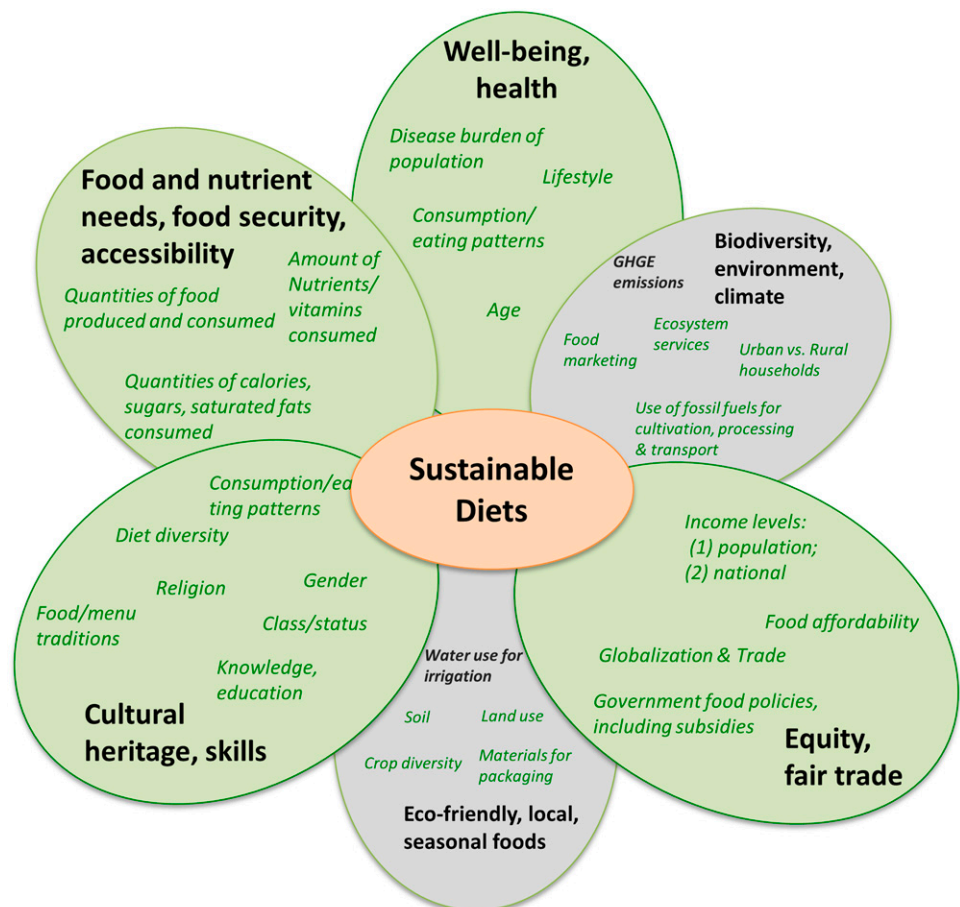 Well-being,
health
Disease burden of
population
Lifestyle
Consumption/
eating patterns
Age
Food and nutrient
needs, food security,
accessibility
Amount of
Nutrients/
vitamins
consumed
Quantities of food
produced and consumed
Quantities of calories,
sugars, saturated fats
consumed
Biodiversity,
environment,
climate
GHGE
emissions
Ecosystem
services
Food
marketing
Urban vs. Rural
households
Use of fossil fuels for
cultivation, processing
& transport
Sustainable
Diets
Consumption/ea
ting patterns
Diet diversity
Religion
Gender
Food/menu
traditions
Class/status
Knowledge,
education
Cultural
heritage, skills
Income levels:
(1) population;
(2) national
Food affordability
Globalization & Trade
Government food policies,
including subsidies
Equity,
fair trade
Water use for
irrigation
Soil
Land use
Crop diversity
Materials for
packaging
Eco-friendly, local,
seasonal foods